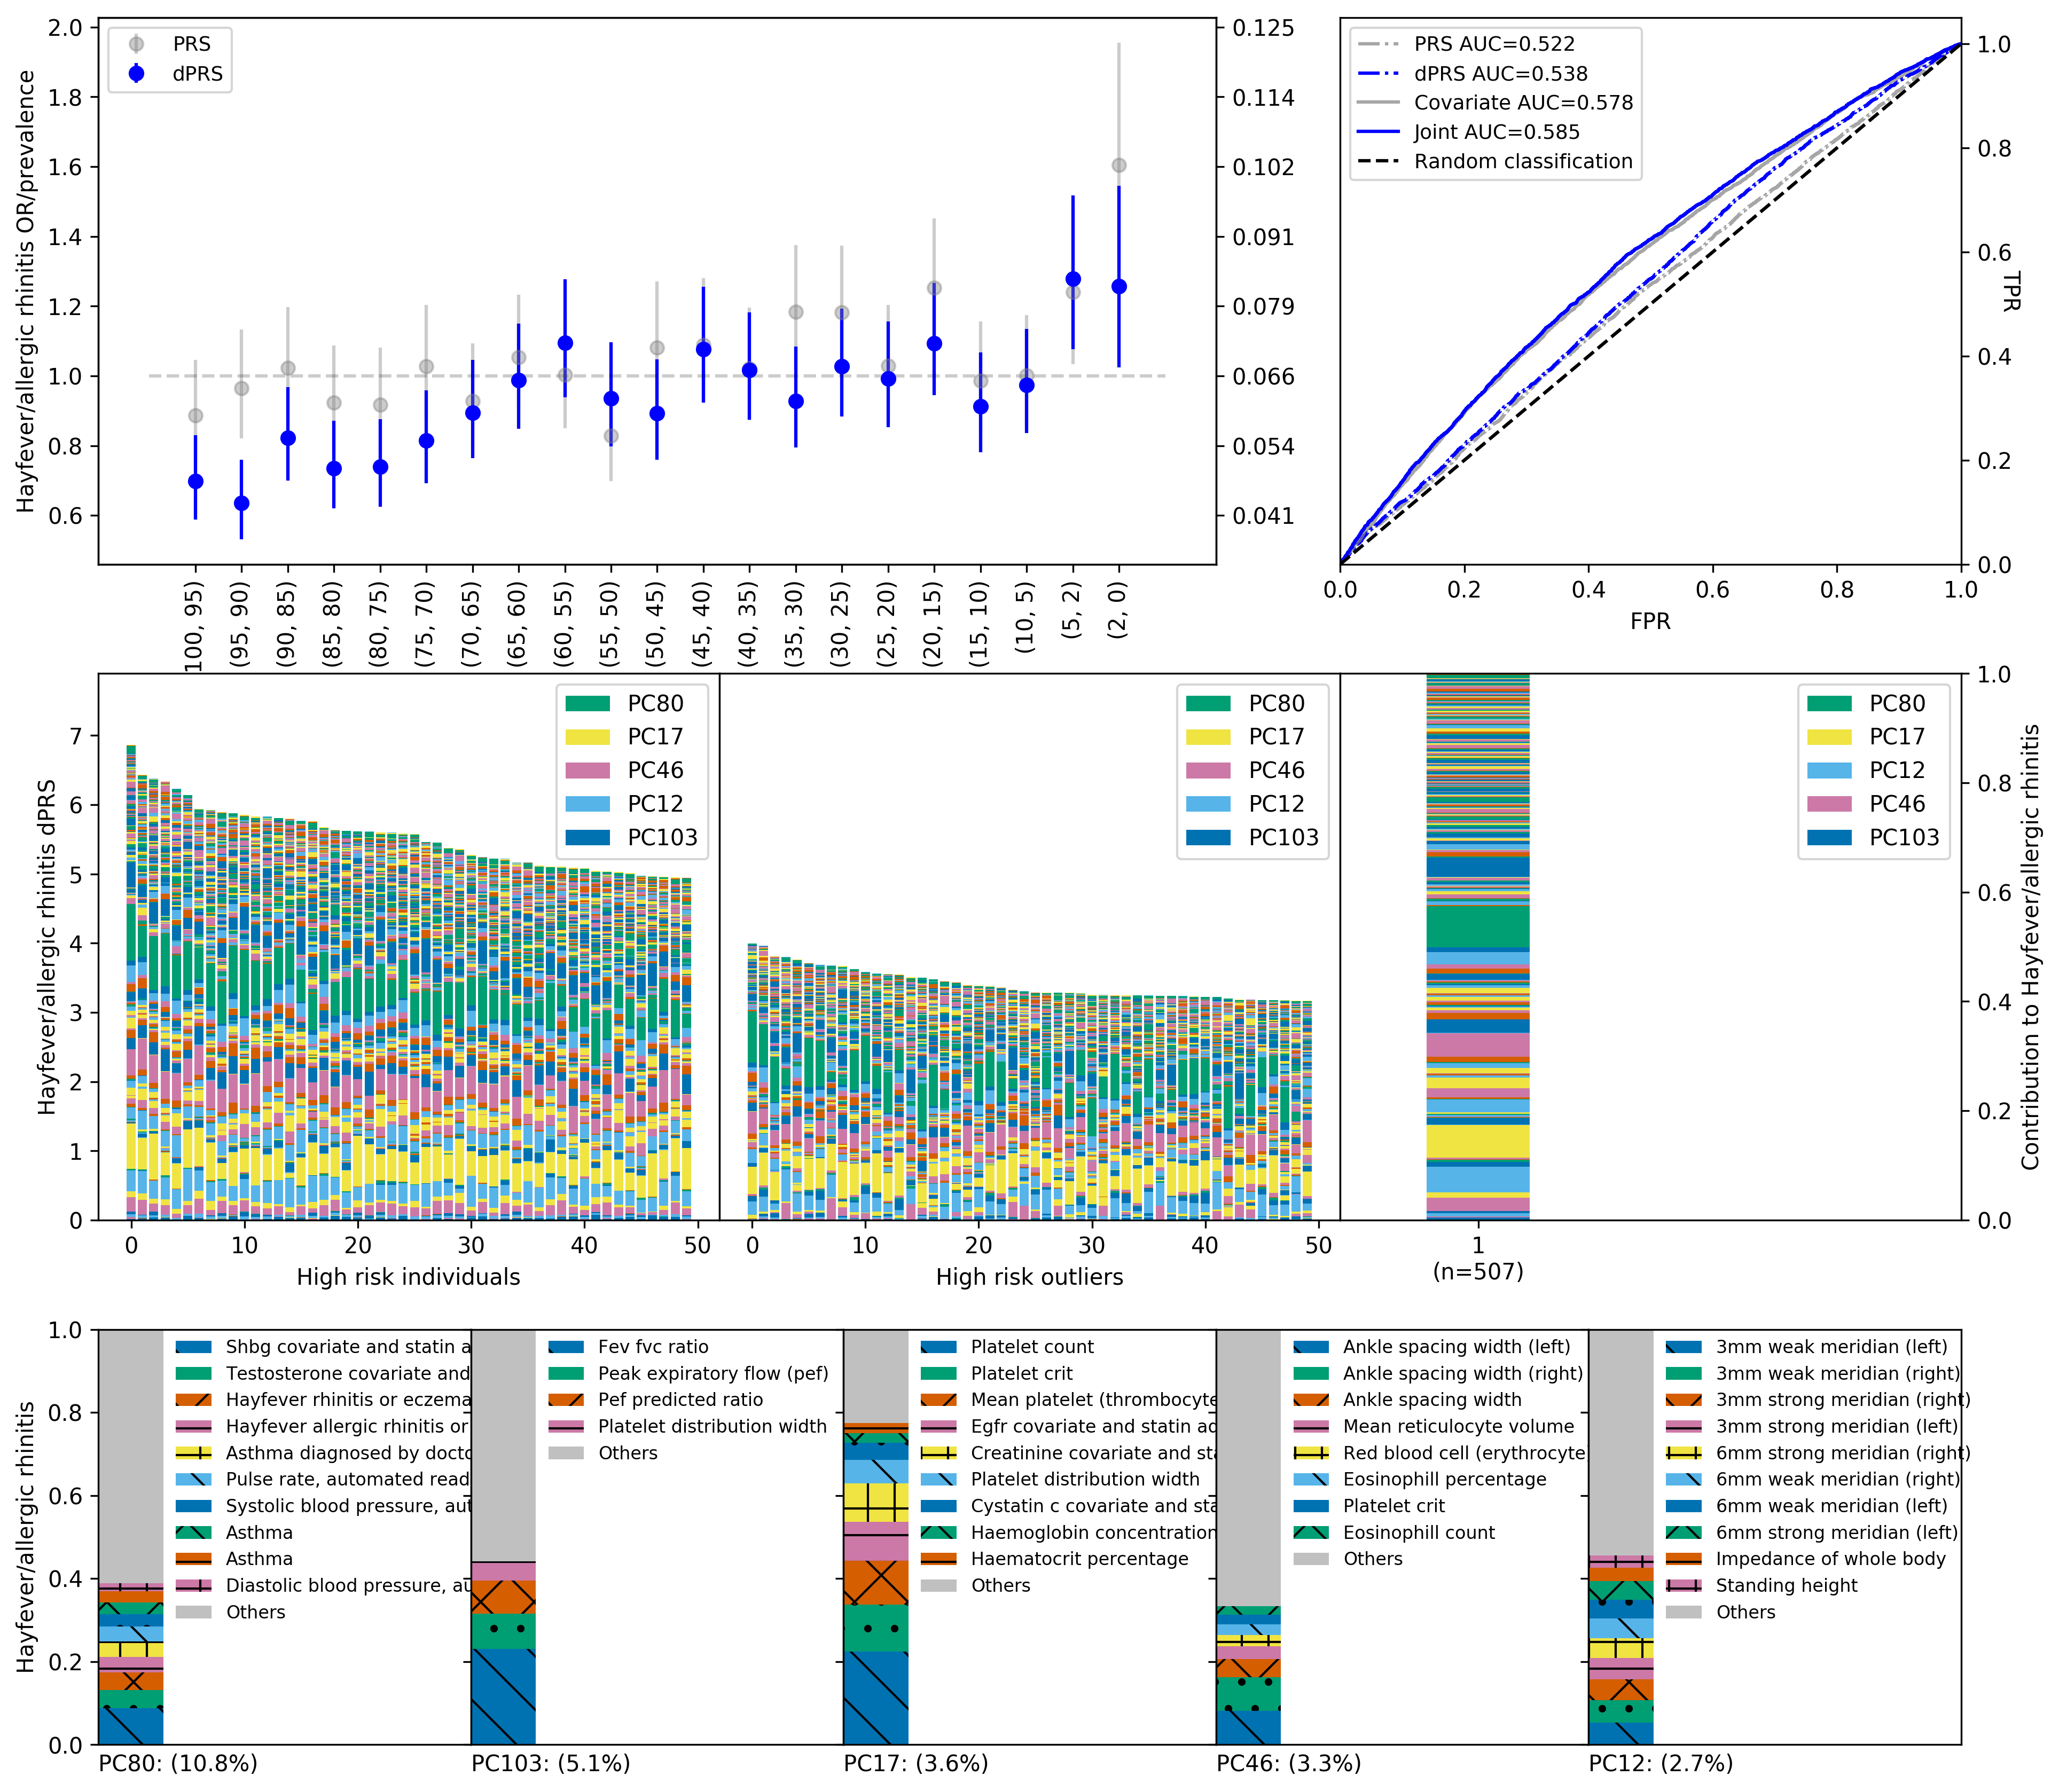 Hayfever/allergic rhinitis OR/prevalence
2.0
1.8
1.6
1.4
1.2
1.0
0.8
0.6
PRS
dPRS
0.125
0.114
0.102
0.091
0.079
0.066
0.054
0.041
100, 95)
(95, 90)
(90, 85)
(85, 80)
(80, 75)
(75, 70)
(70, 65)
(65, 60)
(60, 55)
(55, 50)
(50, 45)
(45, 40)
(40, 35)
(35, 30)
(30, 25)
(25, 20)
(20, 15)
(15, 10)
(10, 5)
(5, 2)
(2, 0)
PRS AUC=0.522
dPRS AUC=0.538
Covariate AUC=0.578
Joint AUC=0.585
Random classification
1.0
0.8
0.6
0.4
0.2
0.0
TPR
0.0 0.2 0.4 0.6 0.8 1.0
FPR
Hayfever/allergic rhinitis dPRS
7
6
5
4
3
2
1
0
PC80
PC17
PC46
PC12
PC103
0 10 20 30 40 50
High risk individuals
PC80
PC17
PC46
PC12
PC103
0 10 20 30 40 50
High risk outliers
PC80
PC17
PC12
PC46
PC103
1
(n=507)
1.0
0.8
0.6
0.4
0.2
0.0
Contribution to Hayfever/allergic rhinitis
Hayfever/allergic rhinitis
1.0
0.8
0.6
0.4
0.2
0.0
Shbg covariate and statin a
Testosterone covariate and
Hayfever rhinitis or eczema
Hayfever allergic rhinitis or
Asthma diagnosed by docto
Pulse rate, automated read
Systolic blood pressure, aut
Asthma
Asthma
Diastolic blood pressure, au
Others
PC80: (10.8%)
Fev fvc ratio
Peak expiratory flow (pef)
Pef predicted ratio
Platelet distribution width
Others
PC103: (5.1%)
Platelet count
Platelet crit
Mean platelet (thrombocyte
Egfr covariate and statin ad
Creatinine covariate and sta
Platelet distribution width
Cystatin c covariate and sta
Haemoglobin concentration
Haematocrit percentage
Others
PC17: (3.6%)
Ankle spacing width (left)
Ankle spacing width (right)
Ankle spacing width
Mean reticulocyte volume
Red blood cell (erythrocyte
Eosinophill percentage
Platelet crit
Eosinophill count
Others
PC46: (3.3%)
3mm weak meridian (left)
3mm weak meridian (right)
3mm strong meridian (right)
3mm strong meridian (left)
6mm strong meridian (right)
6mm weak meridian (right)
6mm weak meridian (left)
6mm strong meridian (left)
Impedance of whole body
Standing height
Others
PC12: (2.7%)